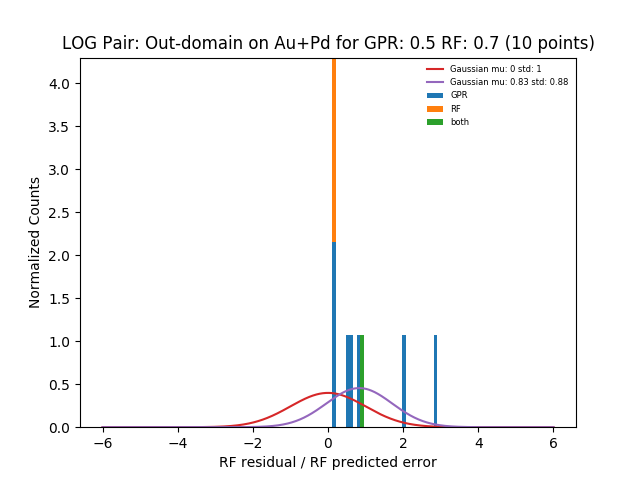 LOG Pair: Out-domain on Au+Pd for GPR: 0.5 RF: 0.7 (10 points)
Normalized Counts
4.0
3.5
3.0
2.5
2.0
1.5
1.0
0.5
0.0
Gaussian mu: 0 std: 1
Gaussian mu: 0.83 std: 0.88
GPR
RF
both
−6
−4
−2
0
2
4
6
RF residual / RF predicted error